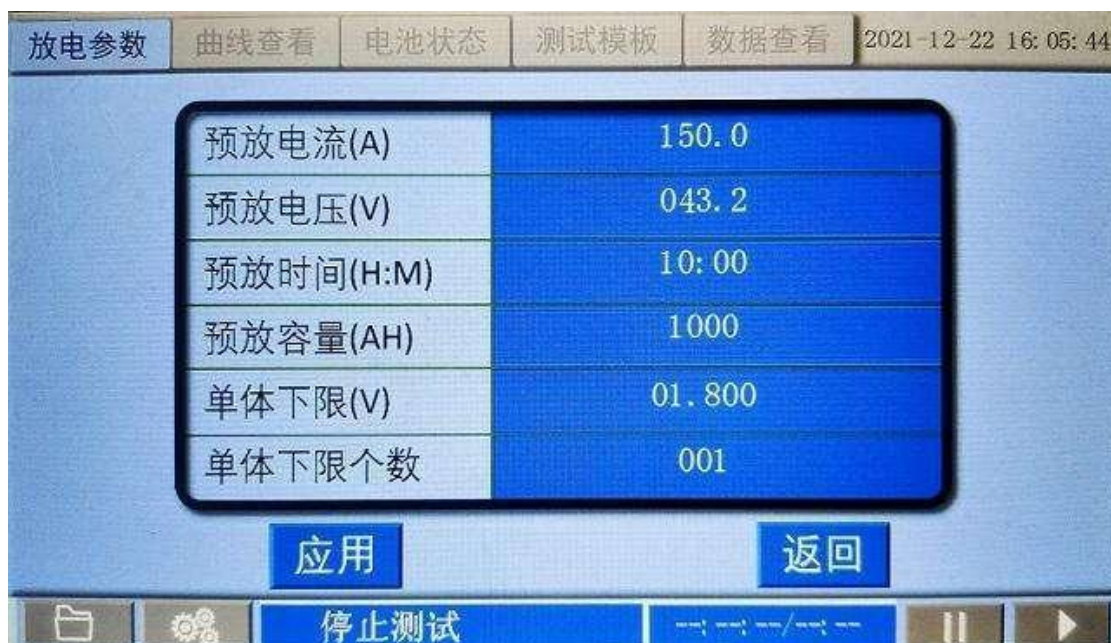 放电参数 曲线查看 电池状态 测试模板 数据查看 2021-12-22 16:05:44
预放电流(A) 150.0
预放电压(V) 043.2
预放时间(H:M) 10:00
预放容量(AH) 1000
单体下限(V) 01.800
单体下限个数 001
应用 返回
停止测试 --:--:--/--:--